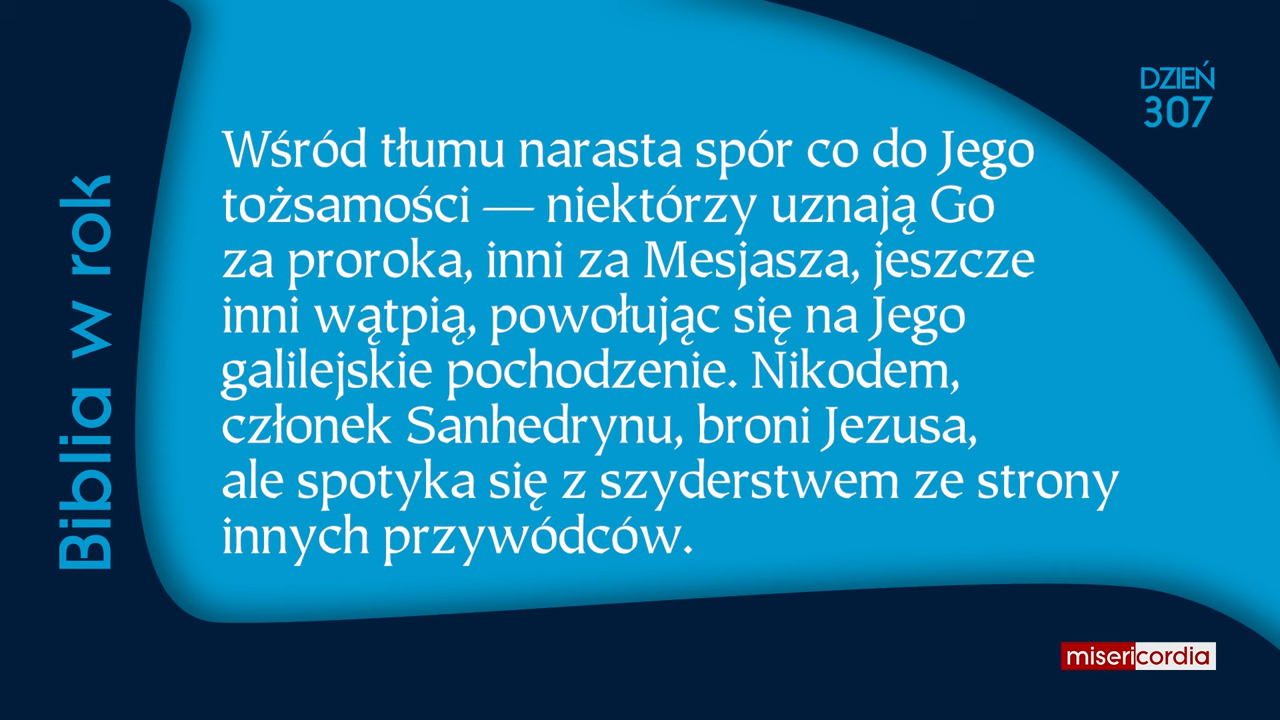 Biblia w rok
DZIEŃ
307
Wśród tłumu narasta spór co do Jego
tożsamości — niektórzy uznają Go
za proroka, inni za Mesjasza, jeszcze
inni wątpią, powołując się na Jego
galilejskie pochodzenie. Nikodem,
członek Sanhedrynu, broni Jezusa,
ale spotyka się z szyderstwem ze strony
innych przywódców.
misericordia